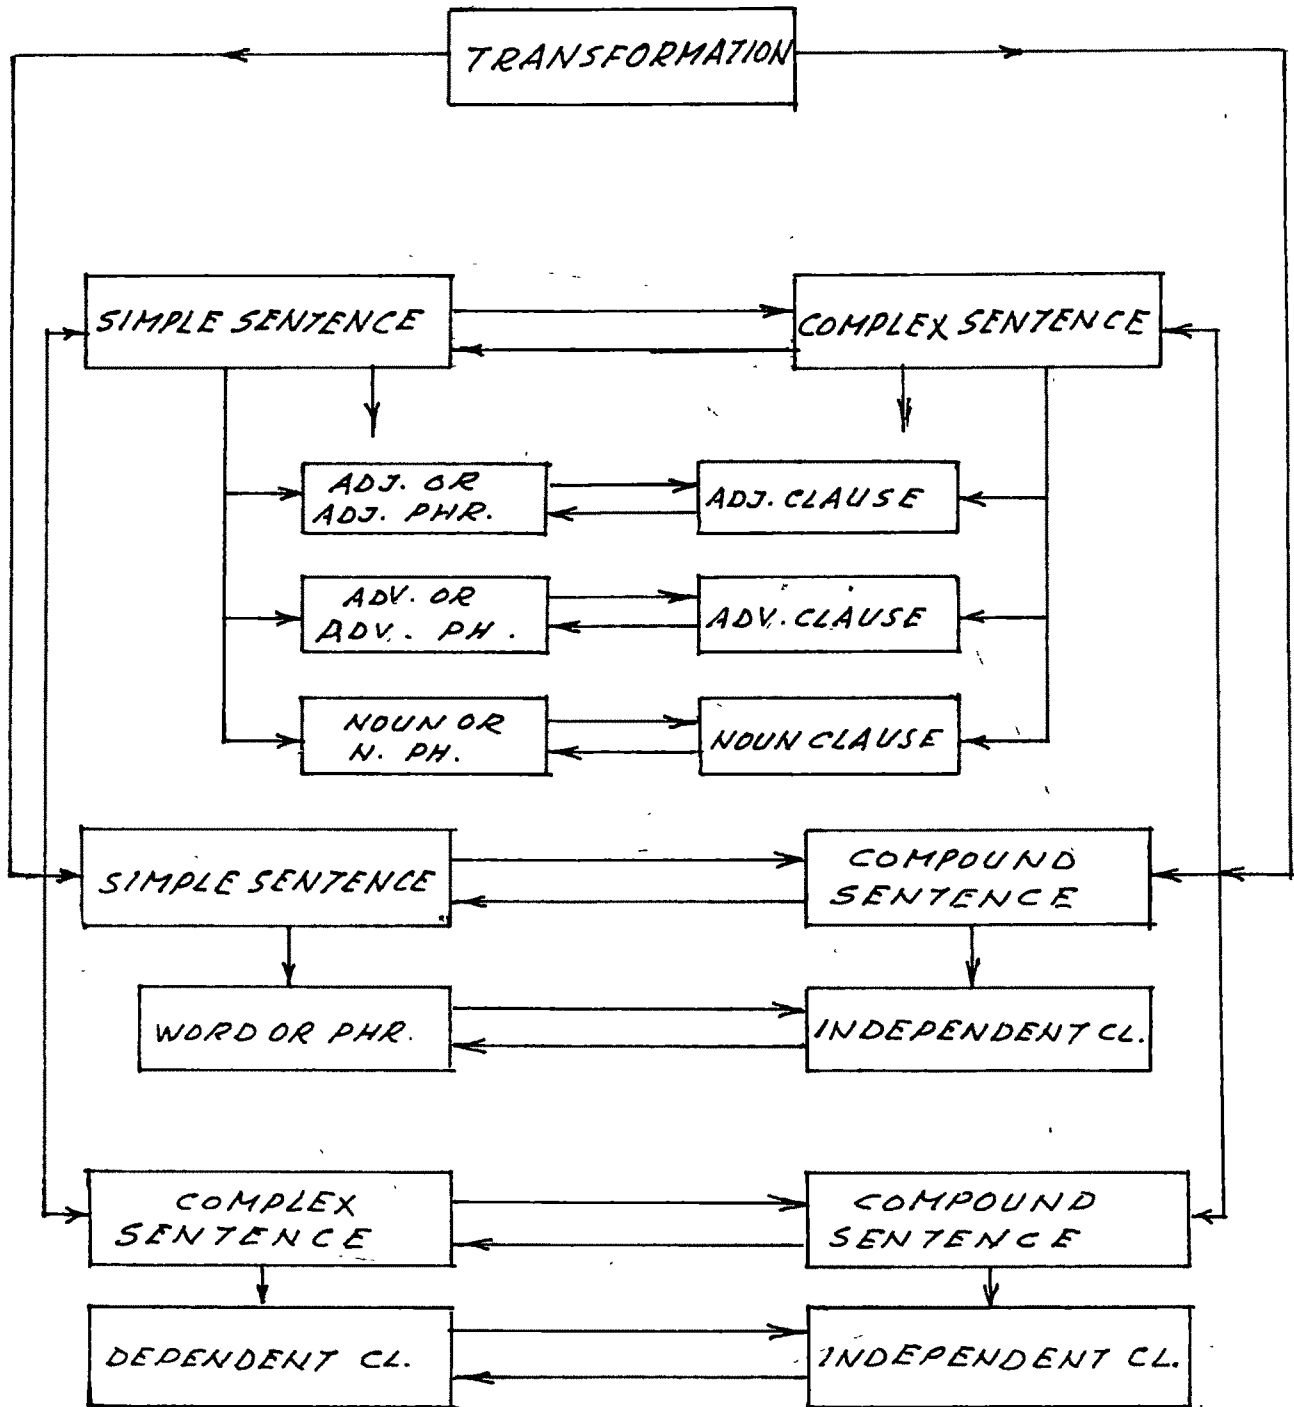 TRANSFORMATION
SIMPLE SENTENCE
COMPLEX SENTENCE
ADJ. OR
ADJ. PHR.
ADJ. CLAUSE
ADV. OR
ADV. PH.
ADV. CLAUSE
NOUN OR
N. PH.
NOUN CLAUSE
SIMPLE SENTENCE
COMPOUND
SENTENCE
WORD OR PHR.
INDEPENDENT CL.
COMPLEX
SENTENCE
COMPOUND
SENTENCE
DEPENDENT CL.
INDEPENDENT CL.